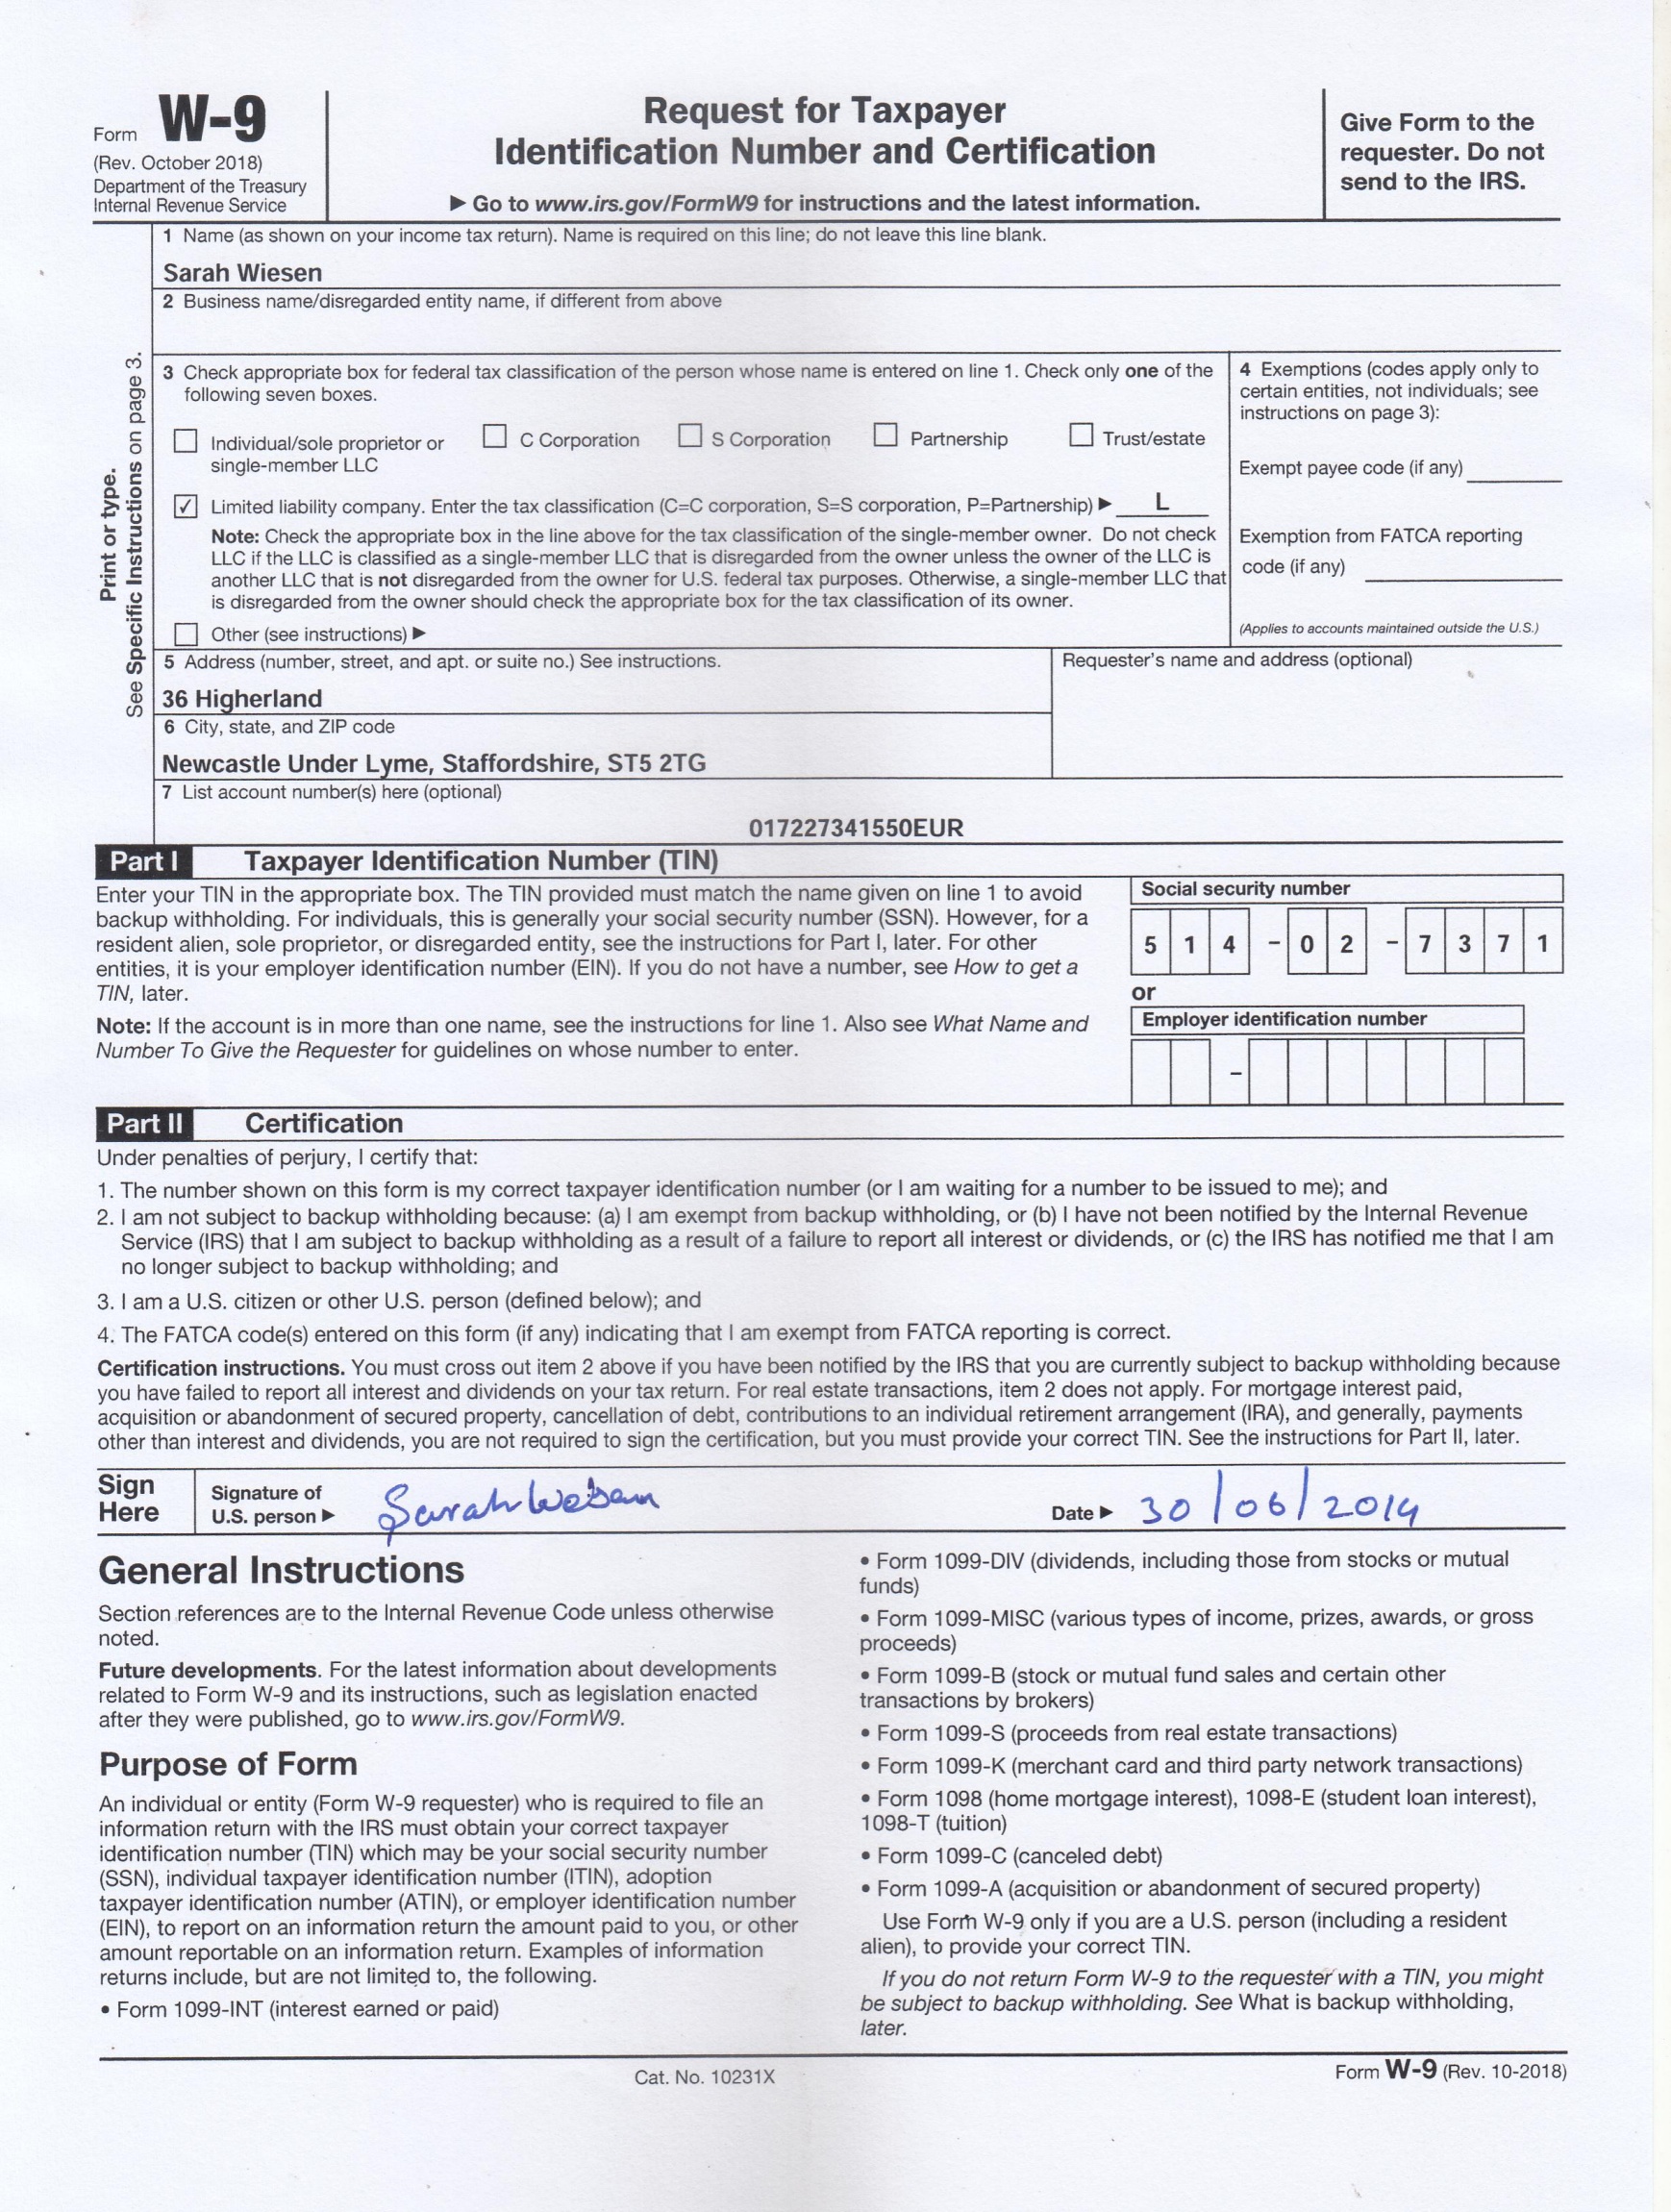 Form W-9
(Rev. October 2018)
Department of the Treasury
Internal Revenue Service
Request for Taxpayer
Identification Number and Certification
▶ Go to www.irs.gov/FormW9 for instructions and the latest information.
Give Form to the
requester. Do not
send to the IRS.
Print or type.
See Specific Instructions on page 3.
1 Name (as shown on your income tax return). Name is required on this line; do not leave this line blank.
Sarah Wiesen
2 Business name/disregarded entity name, if different from above
3 Check appropriate box for federal tax classification of the person whose name is entered on line 1. Check only one of the
following seven boxes.
Individual/sole proprietor or
single-member LLC
C Corporation
S Corporation
Partnership
Trust/estate
✓ Limited liability company. Enter the tax classification (C=C corporation, S=S corporation, P=Partnership) ▶ L
Note: Check the appropriate box in the line above for the tax classification of the single-member owner. Do not check
LLC if the LLC is classified as a single-member LLC that is disregarded from the owner unless the owner of the LLC is
another LLC that is not disregarded from the owner for U.S. federal tax purposes. Otherwise, a single-member LLC that
is disregarded from the owner should check the appropriate box for the tax classification of its owner.
Other (see instructions) ▶
4 Exemptions (codes apply only to
certain entities, not individuals; see
instructions on page 3):
Exempt payee code (if any)
Exemption from FATCA reporting
code (if any)
(Applies to accounts maintained outside the U.S.)
5 Address (number, street, and apt. or suite no.) See instructions.
36 Higherland
6 City, state, and ZIP code
Newcastle Under Lyme, Staffordshire, ST5 2TG
Requester's name and address (optional)
7 List account number(s) here (optional)
017227341550EUR
Part I Taxpayer Identification Number (TIN)
Enter your TIN in the appropriate box. The TIN provided must match the name given on line 1 to avoid
backup withholding. For individuals, this is generally your social security number (SSN). However, for a
resident alien, sole proprietor, or disregarded entity, see the instructions for Part I, later. For other
entities, it is your employer identification number (EIN). If you do not have a number, see How to get a
TIN, later.
Note: If the account is in more than one name, see the instructions for line 1. Also see What Name and
Number To Give the Requester for guidelines on whose number to enter.
Social security number
5 1 4 - 0 2 - 7 3 7 1
or
Employer identification number
–
Part II Certification
Under penalties of perjury, I certify that:
1. The number shown on this form is my correct taxpayer identification number (or I am waiting for a number to be issued to me); and
2. I am not subject to backup withholding because: (a) I am exempt from backup withholding, or (b) I have not been notified by the Internal Revenue
Service (IRS) that I am subject to backup withholding as a result of a failure to report all interest or dividends, or (c) the IRS has notified me that I am
no longer subject to backup withholding; and
3. I am a U.S. citizen or other U.S. person (defined below); and
4. The FATCA code(s) entered on this form (if any) indicating that I am exempt from FATCA reporting is correct.
Certification instructions. You must cross out item 2 above if you have been notified by the IRS that you are currently subject to backup withholding because
you have failed to report all interest and dividends on your tax return. For real estate transactions, item 2 does not apply. For mortgage interest paid,
acquisition or abandonment of secured property, cancellation of debt, contributions to an individual retirement arrangement (IRA), and generally, payments
other than interest and dividends, you are not required to sign the certification, but you must provide your correct TIN. See the instructions for Part II, later.
Sign
Here
Signature of
U.S. person ▶
Sarah Wesen
Date ▶ 30/06/2014
General Instructions
Section references are to the Internal Revenue Code unless otherwise
noted.
Future developments. For the latest information about developments
related to Form W-9 and its instructions, such as legislation enacted
after they were published, go to www.irs.gov/FormW9.
Purpose of Form
An individual or entity (Form W-9 requester) who is required to file an
information return with the IRS must obtain your correct taxpayer
identification number (TIN) which may be your social security number
(SSN), individual taxpayer identification number (ITIN), adoption
taxpayer identification number (ATIN), or employer identification number
(EIN), to report on an information return the amount paid to you, or other
amount reportable on an information return. Examples of information
returns include, but are not limited to, the following.
• Form 1099-INT (interest earned or paid)
• Form 1099-DIV (dividends, including those from stocks or mutual
funds)
• Form 1099-MISC (various types of income, prizes, awards, or gross
proceeds)
• Form 1099-B (stock or mutual fund sales and certain other
transactions by brokers)
• Form 1099-S (proceeds from real estate transactions)
• Form 1099-K (merchant card and third party network transactions)
• Form 1098 (home mortgage interest), 1098-E (student loan interest),
1098-T (tuition)
• Form 1099-C (canceled debt)
• Form 1099-A (acquisition or abandonment of secured property)
Use Form W-9 only if you are a U.S. person (including a resident
alien), to provide your correct TIN.
If you do not return Form W-9 to the requester with a TIN, you might
be subject to backup withholding. See What is backup withholding,
later.
Cat. No. 10231X
Form W-9 (Rev. 10-2018)